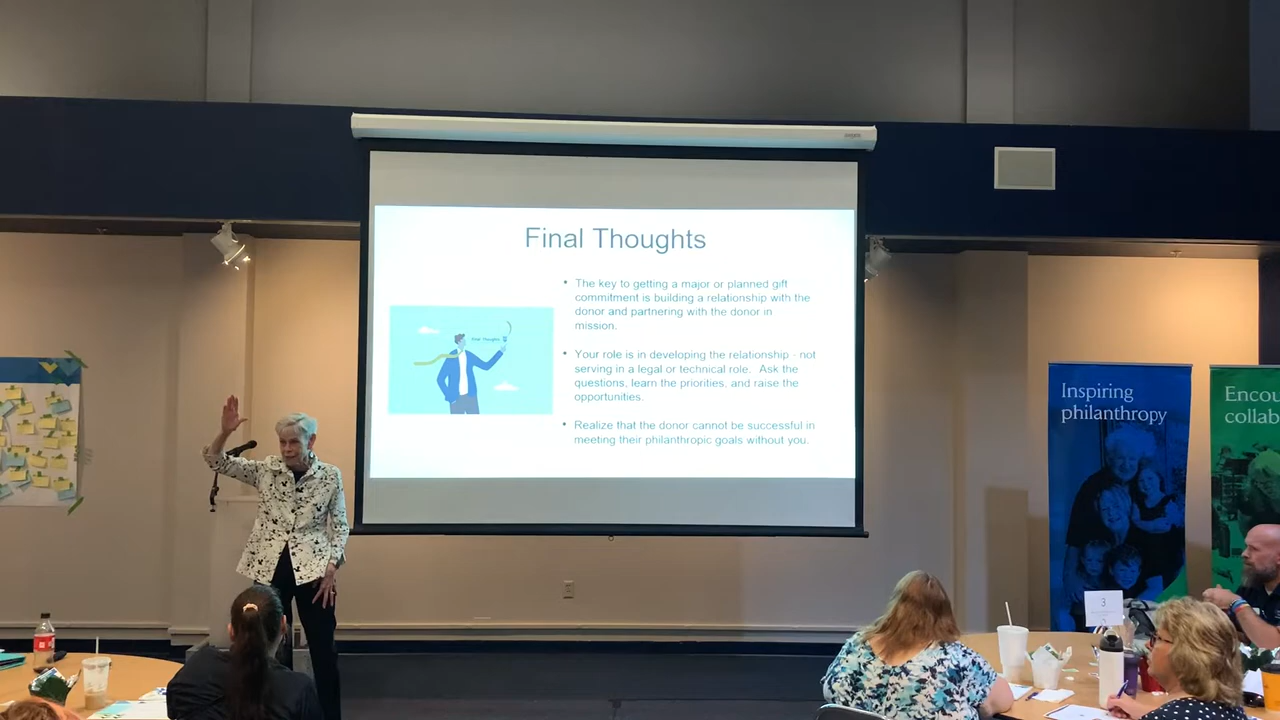 Final Thoughts
• The key to getting a major or planned gift
commitment is building a relationship with the
donor and partnering with the donor in
mission.
• Your role is in developing the relationship - not
serving in a legal or technical role. Ask the
questions, learn the priorities, and raise the
opportunities.
• Realize that the donor cannot be successful in
meeting their philanthropic goals without you.
Final Thoughts
Inspiring
philanthropy
Encou
collab
3